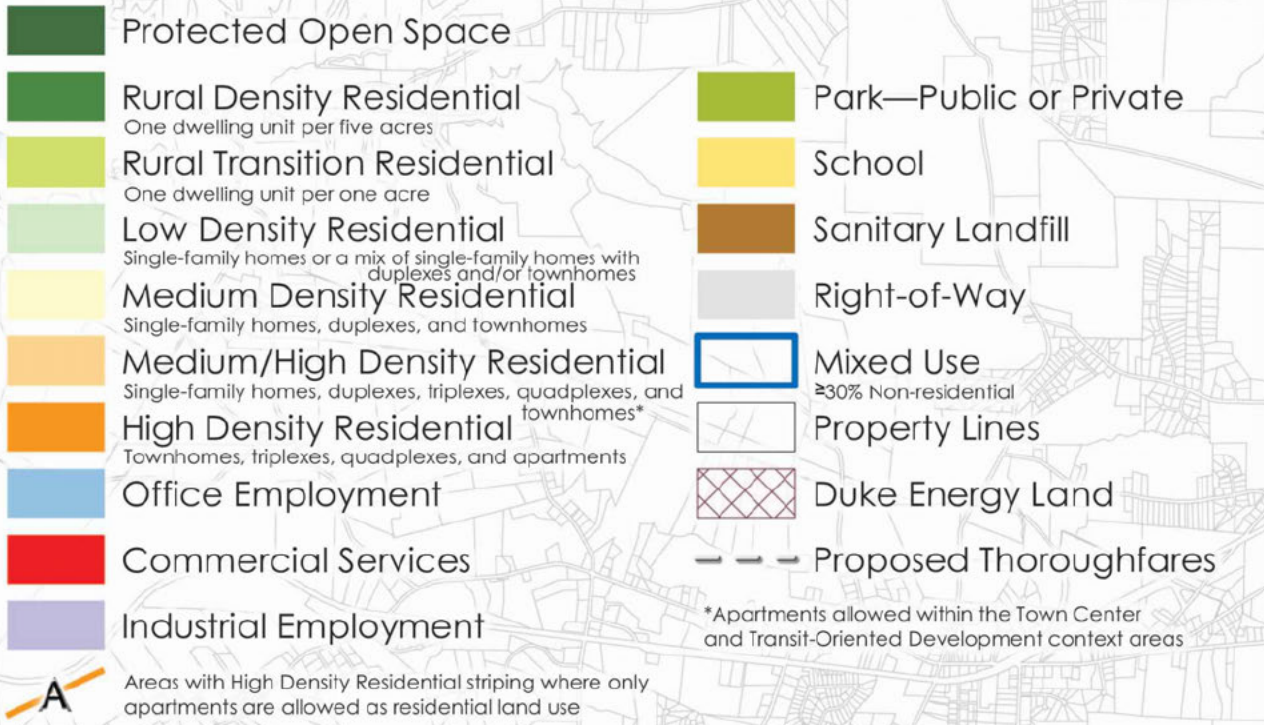 Protected Open Space
Rural Density Residential
One dwelling unit per five acres
Rural Transition Residential
One dwelling unit per one acre
Low Density Residential
Single-family homes or a mix of single-family homes with
duplexes and/or townhomes
Medium Density Residential
Single-family homes, duplexes, and townhomes
Medium/High Density Residential
Single-family homes, duplexes, triplexes, quadplexes, and
townhomes*
High Density Residential
Townhomes, triplexes, quadplexes, and apartments
Office Employment
Commercial Services
Industrial Employment
A
Areas with High Density Residential striping where only
apartments are allowed as residential land use
Park—Public or Private
School
Sanitary Landfill
Right-of-Way
Mixed Use
≥30% Non-residential
Property Lines
Duke Energy Land
Proposed Thoroughfares
*Apartments allowed within the Town Center
and Transit-Oriented Development context areas